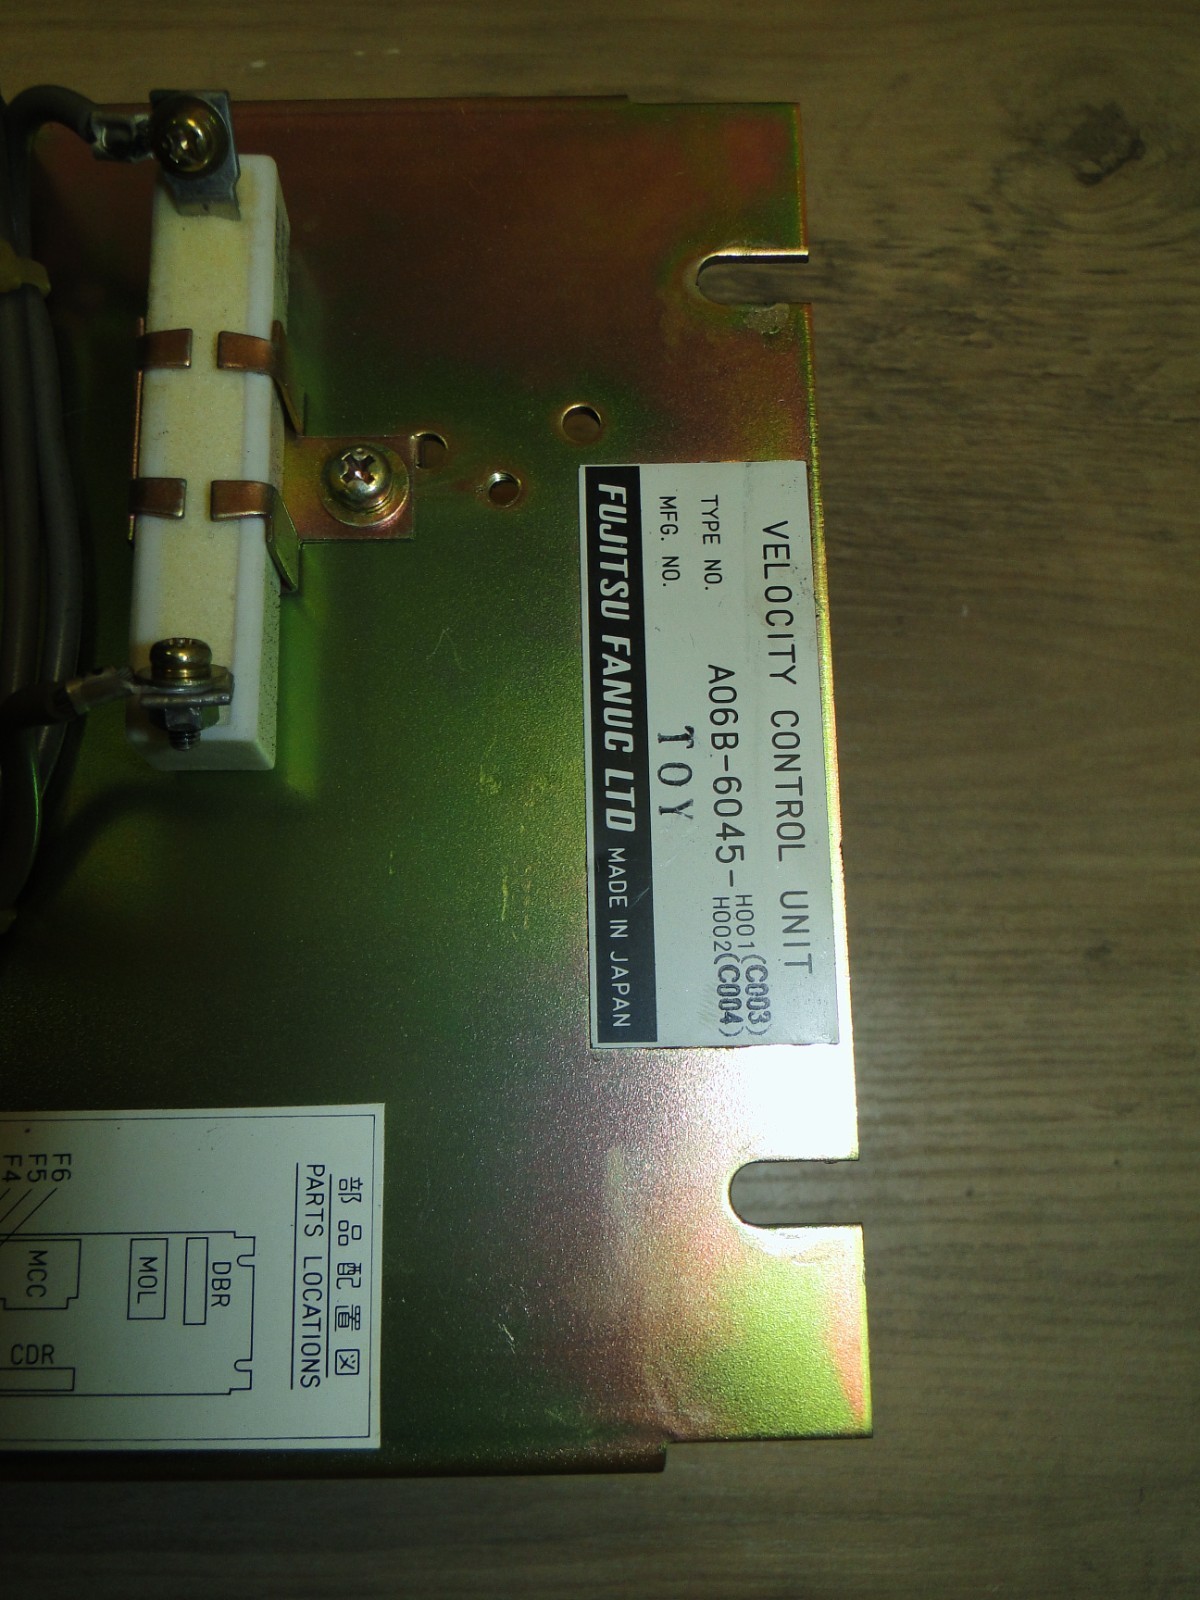 VELOCITY CONTROL UNIT
TYPE NO. A06B-6045-H001(C003)
H002(C004)
MFG. NO. TOY
FUJITSU FANUC LTD MADE IN JAPAN
部品配置図
PARTS LOCATIONS
F6
F5
F4
DBR
MOL
MCC
CDR